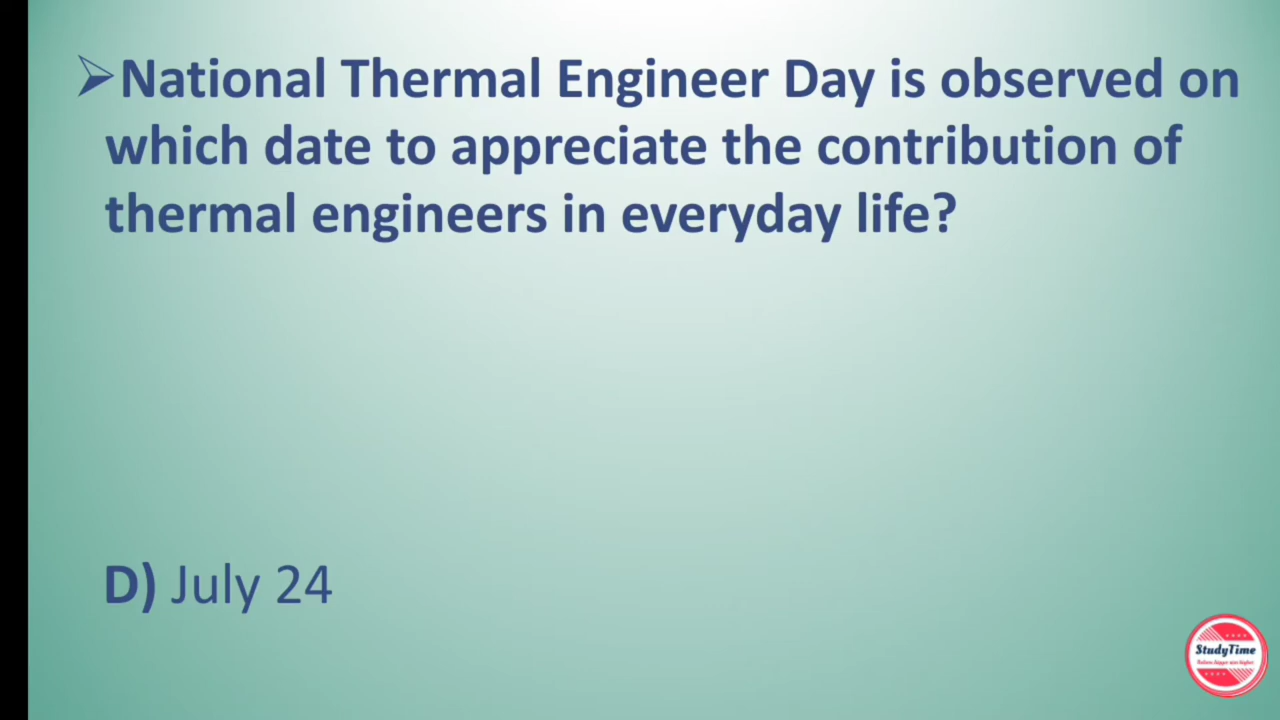 ➢National Thermal Engineer Day is observed on
which date to appreciate the contribution of
thermal engineers in everyday life?
D) July 24
StudyTime